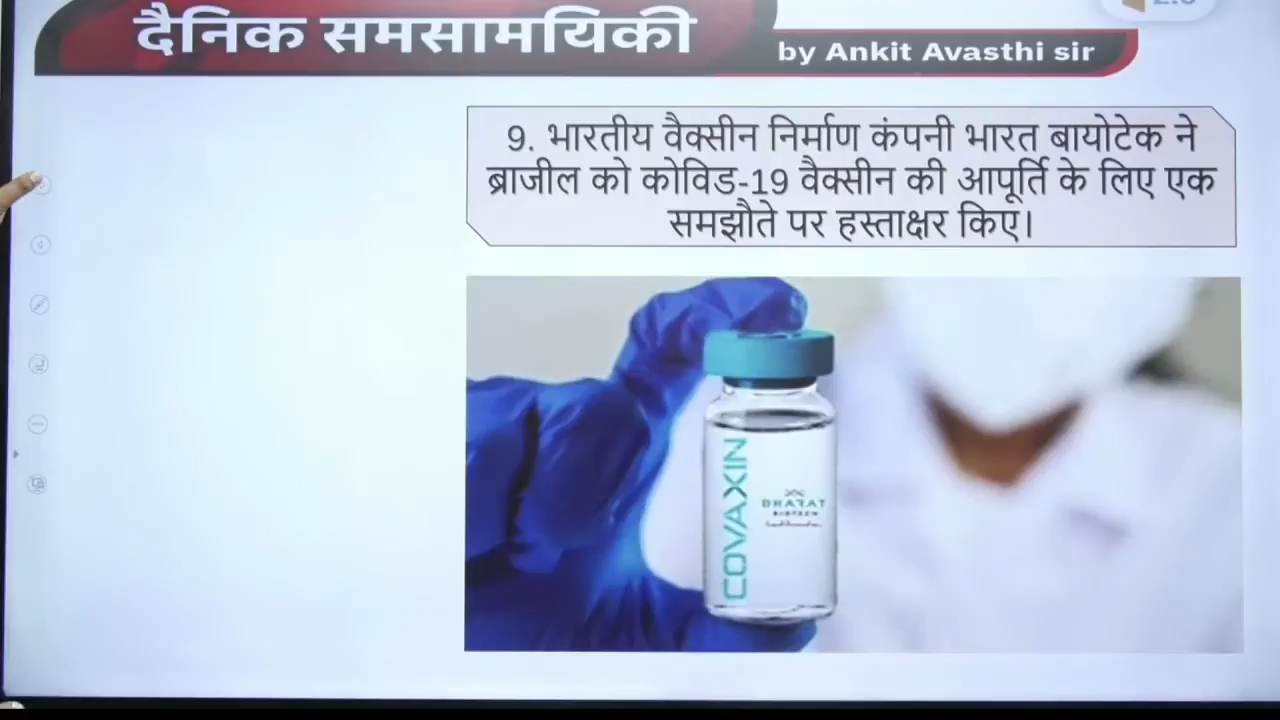 दैनिक समसामयिकी
by Ankit Avasthi sir
9. भारतीय वैक्सीन निर्माण कंपनी भारत बायोटेक ने
ब्राजील को कोविड-19 वैक्सीन की आपूर्ति के लिए एक
समझौते पर हस्ताक्षर किए।
COVAXIN
BHARAT
BIOTECH